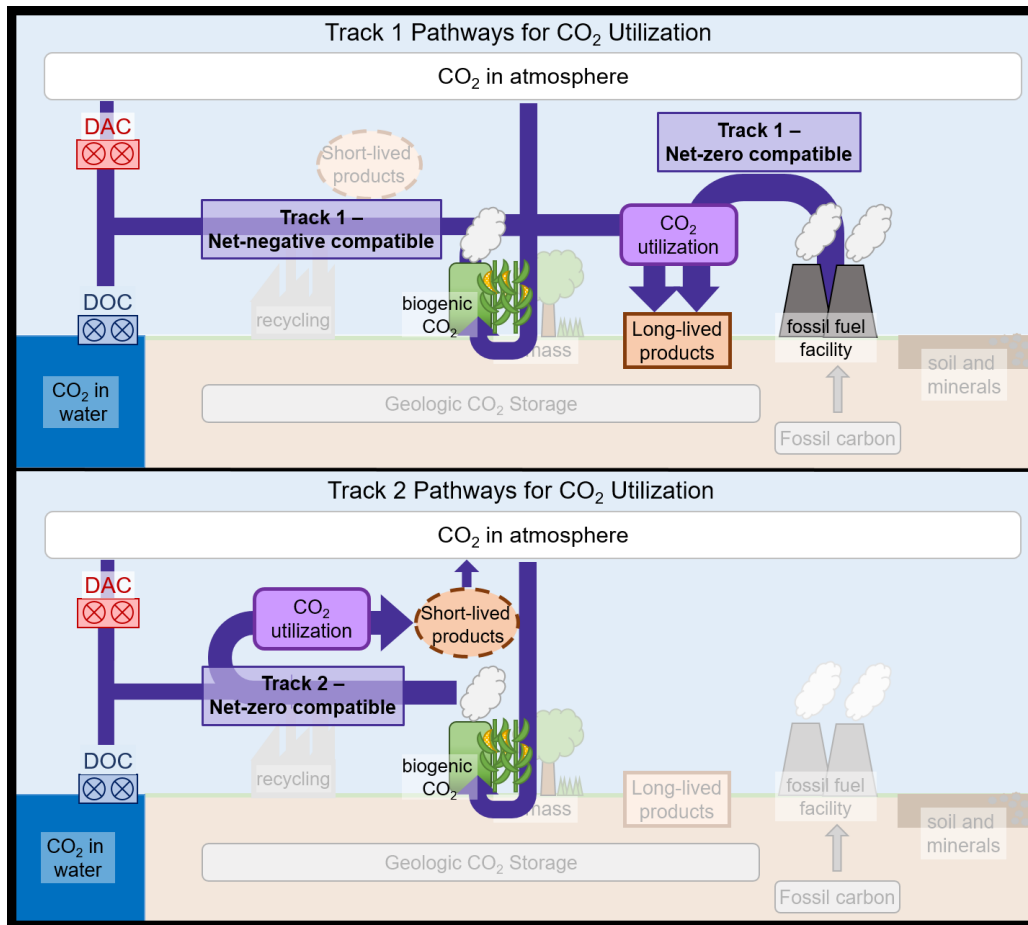 Track 1 Pathways for CO₂ Utilization
CO₂ in atmosphere
DAC
Track 1 –
Net-zero compatible
Short-lived
products
Track 1 –
Net-negative compatible
CO₂
utilization
DOC
recycling
biogenic
CO₂
mass
Long-lived
products
fossil fuel
facility
soil and
minerals
CO₂ in
water
Geologic CO₂ Storage
Fossil carbon
Track 2 Pathways for CO₂ Utilization
CO₂ in atmosphere
DAC
CO₂
utilization
Short-lived
products
Track 2 –
Net-zero compatible
DOC
recycling
biogenic
CO₂
mass
Long-lived
products
fossil fuel
facility
soil and
minerals
CO₂ in
water
Geologic CO₂ Storage
Fossil carbon